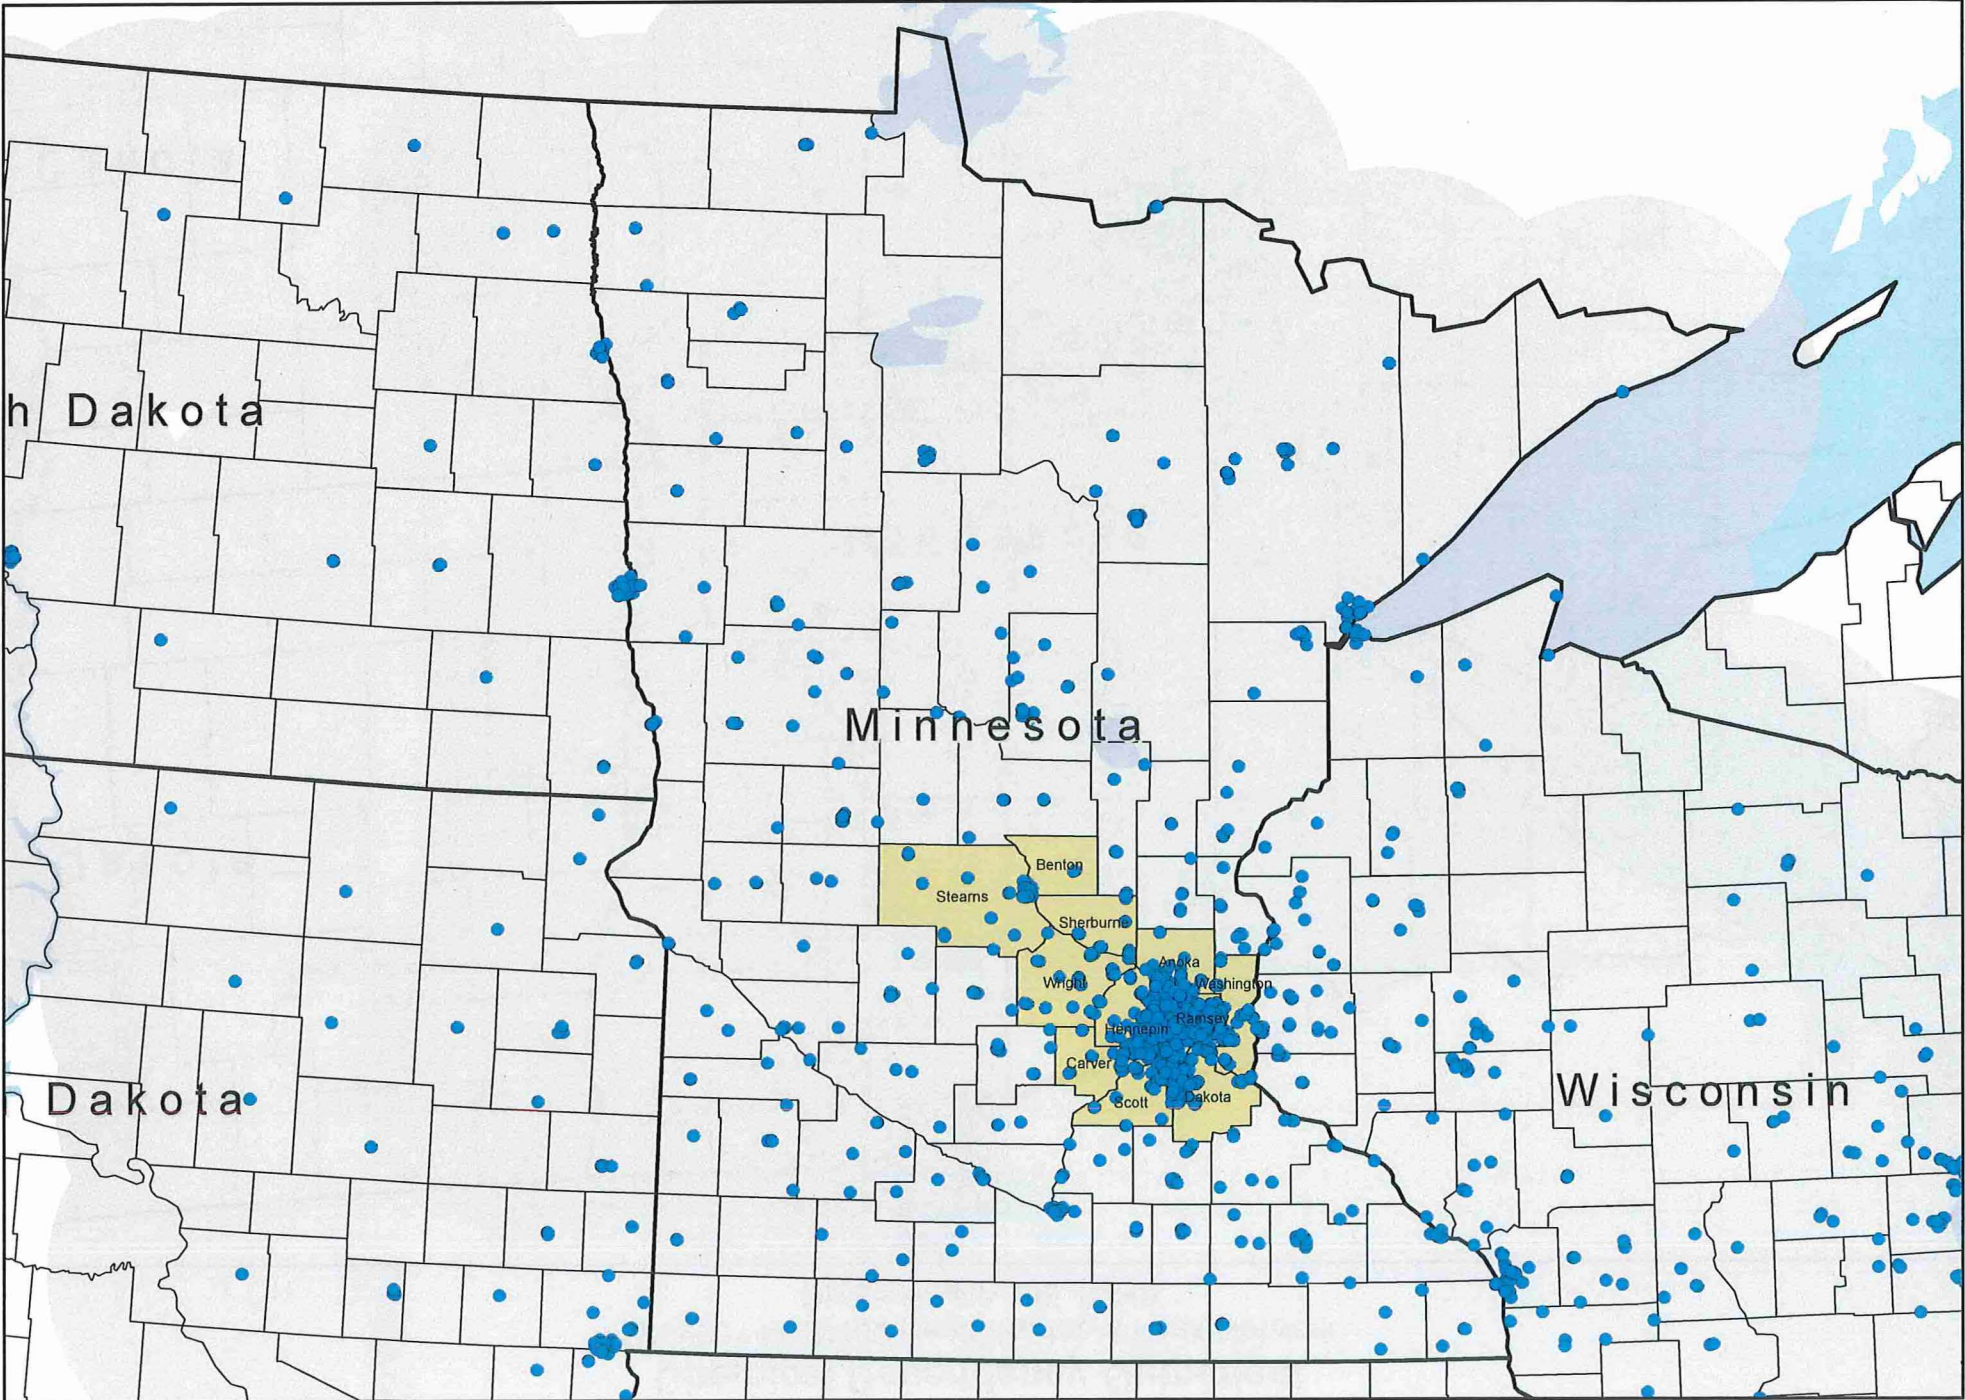 h Dakota
Minnesota
Benton
Stearns
Sherburne
Anoka
Wright
Washington
Ramsey
Hennepin
Carver
Wisconsin
Dakota
Scott
Dakota